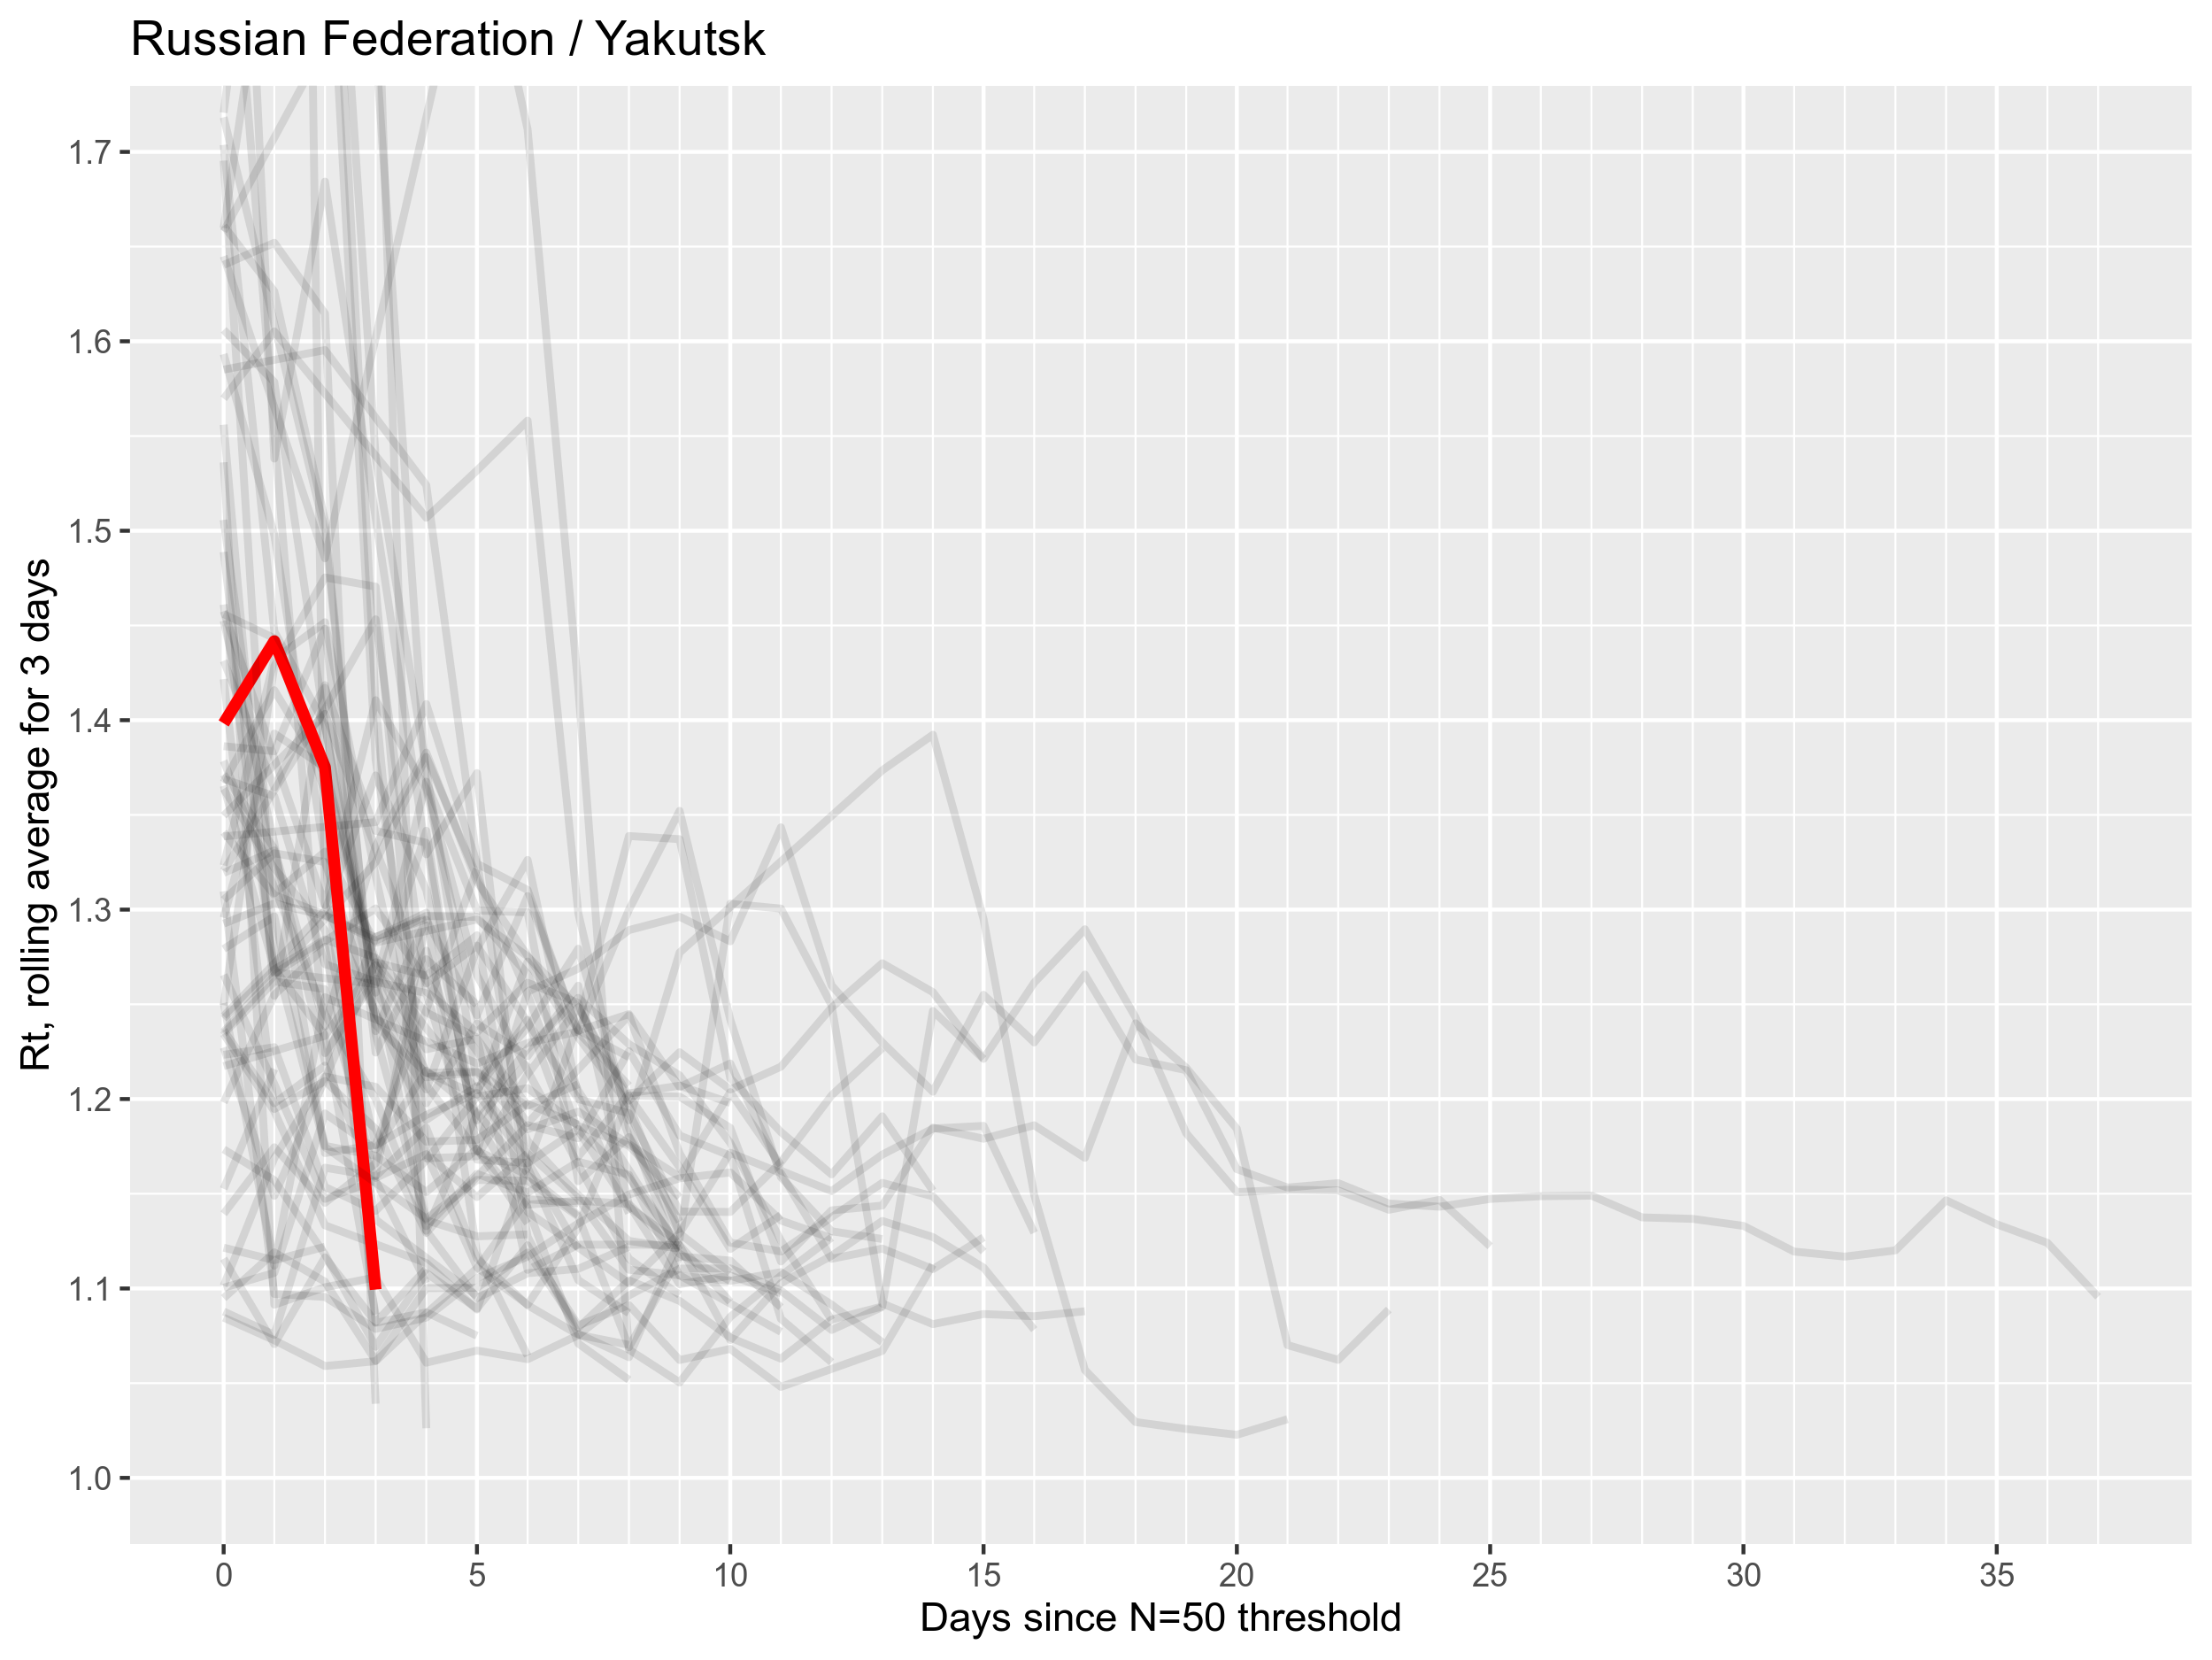 Russian Federation / Yakutsk
Rt, rolling average for 3 days
1.7
1.6
1.5
1.4
1.3
1.2
1.1
1.0
0 5 10 15 20 25 30 35
Days since N=50 threshold